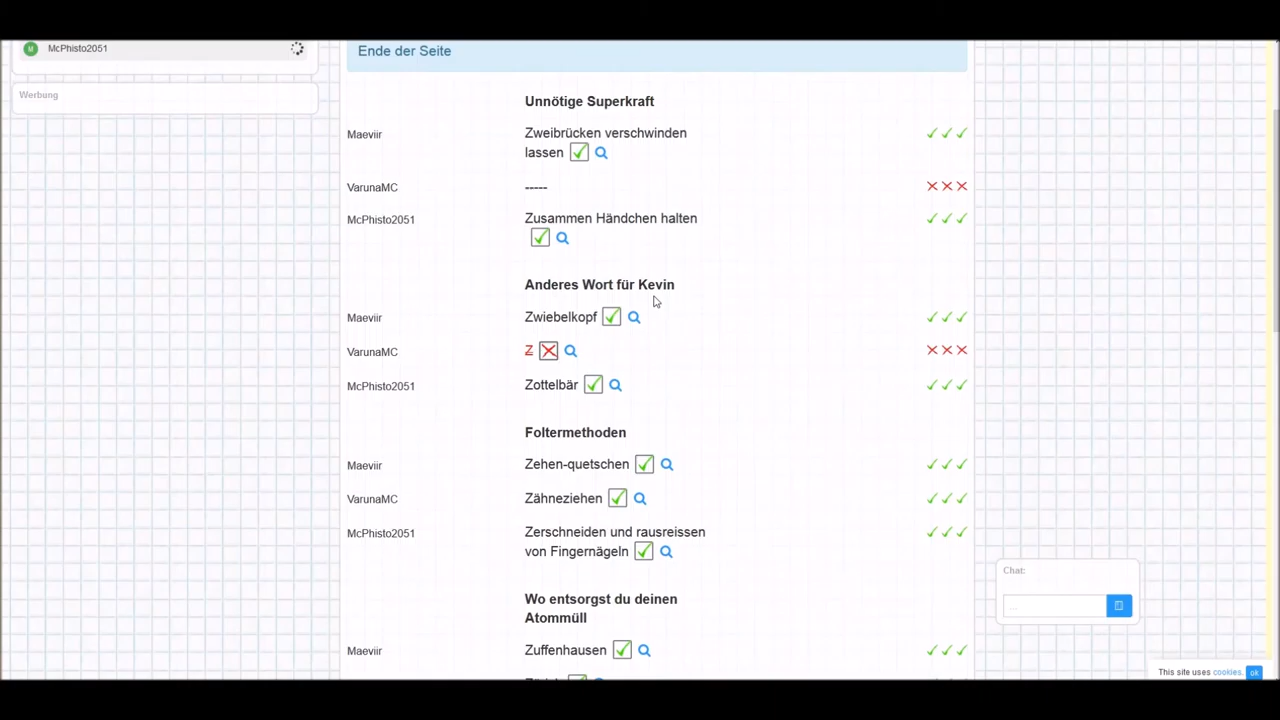 M McPhisto2051
Werbung
Ende der Seite
Unnötige Superkraft
Maeviir
Zweibrücken verschwinden
lassen
VarunaMC
-----
McPhisto2051
Zusammen Händchen halten
Anderes Wort für Kevin
Maeviir
Zwiebelkopf
VarunaMC
Z
McPhisto2051
Zottelbär
Foltermethoden
Maeviir
Zehen-quetschen
VarunaMC
Zähneziehen
McPhisto2051
Zerschneiden und rausreissen
von Fingernägeln
Wo entsorgst du deinen
Atommüll
Maeviir
Zuffenhausen
Chat:
...
This site uses cookies. ok